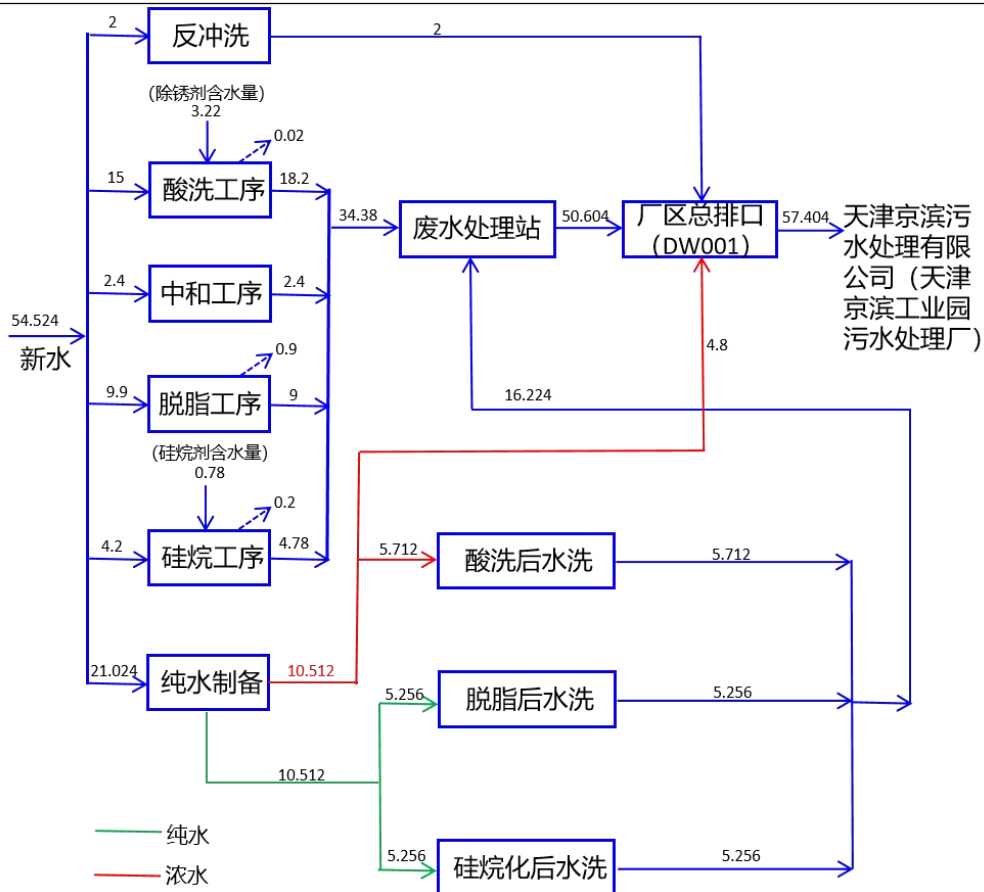 2
反冲洗
2
(除锈剂含水量)
3.22
0.02
15
酸洗工序
18.2
34.38
废水处理站
50.604
厂区总排口
（DW001）
57.404
天津京滨污
水处理有限
公司（天津
京滨工业园
污水处理厂）
2.4
中和工序
2.4
54.524
新水
4.8
0.9
9.9
脱脂工序
9
16.224
(硅烷剂含水量)
0.78
0.2
4.2
硅烷工序
4.78
5.712
酸洗后水洗
5.712
21.024
纯水制备
10.512
5.256
脱脂后水洗
5.256
10.512
纯水
浓水
5.256
硅烷化后水洗
5.256